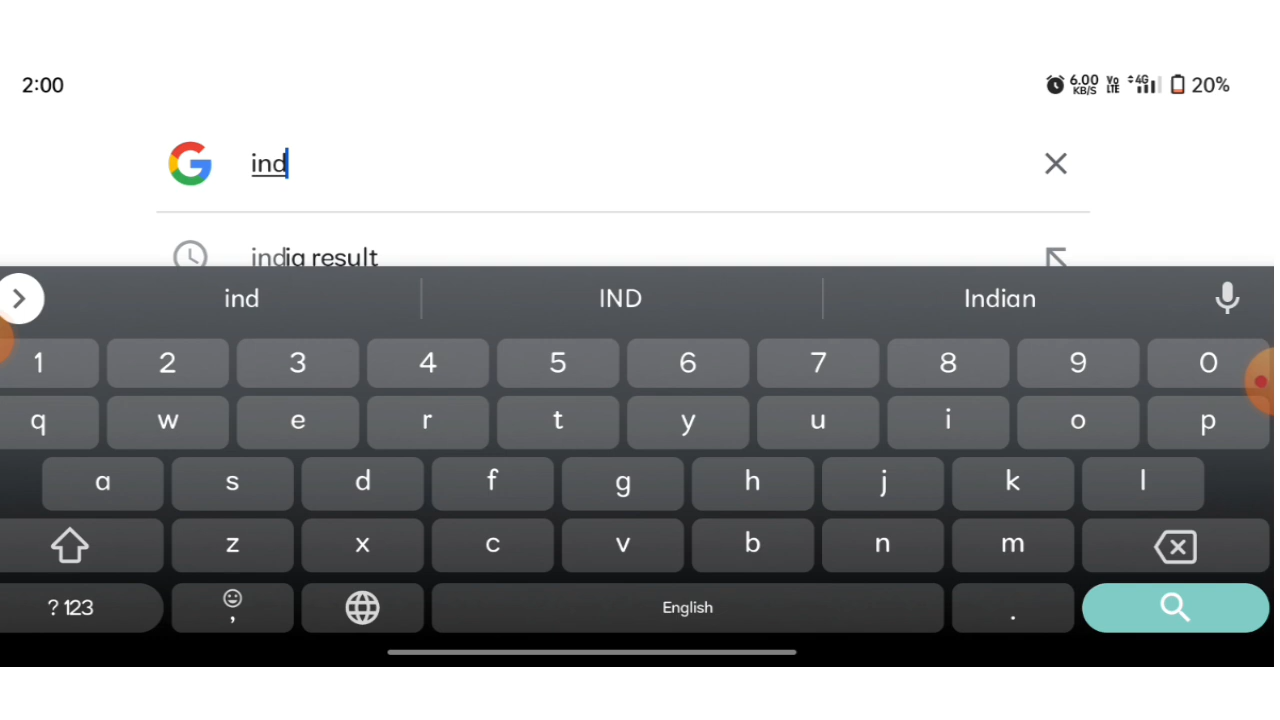 2:00 6.00 KB/S Vo LTE 4G 20%
ind
india result
ind IND Indian
1 2 3 4 5 6 7 8 9 0
q w e r t y u i o p
a s d f g h j k l
z x c v b n m
?123 , English .